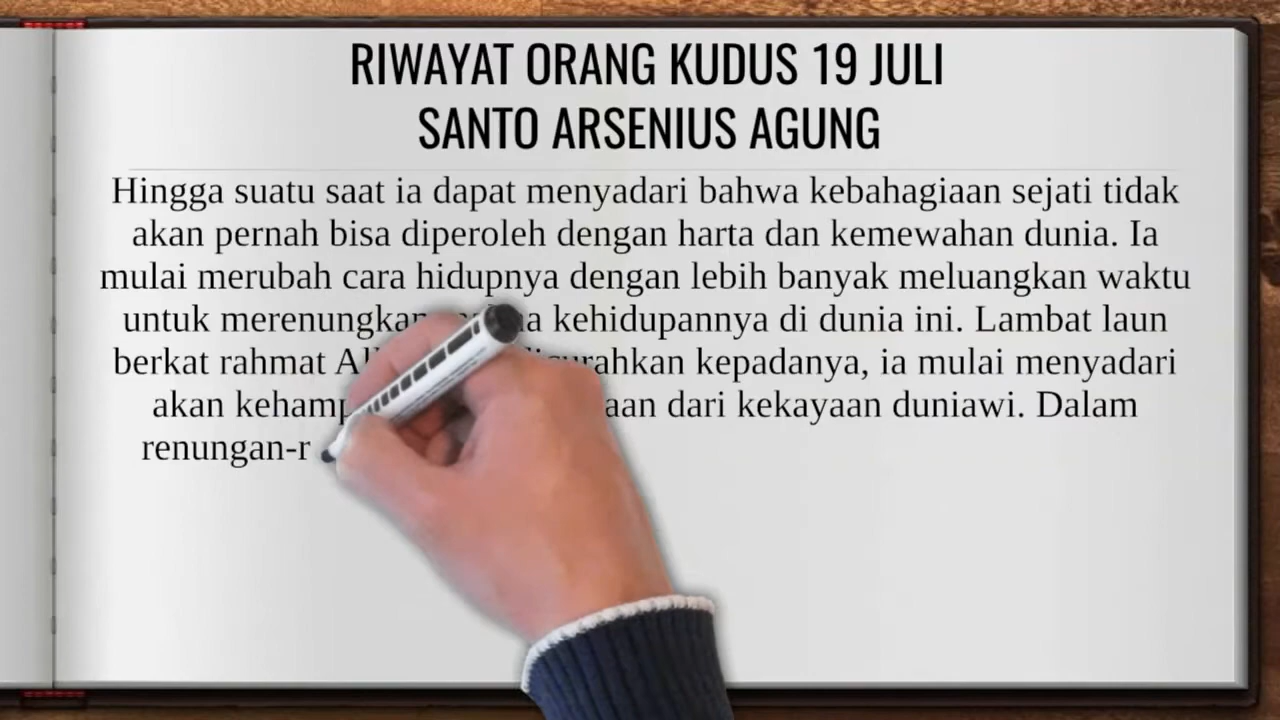 RIWAYAT ORANG KUDUS 19 JULI
SANTO ARSENIUS AGUNG
Hingga suatu saat ia dapat menyadari bahwa kebahagiaan sejati tidak
akan pernah bisa diperoleh dengan harta dan kemewahan dunia. Ia
mulai merubah cara hidupnya dengan lebih banyak meluangkan waktu
untuk merenungkan kehidupannya di dunia ini. Lambat laun
berkat rahmat kepadanya, ia mulai menyadari
akan dari kekayaan duniawi. Dalam
renungan-r